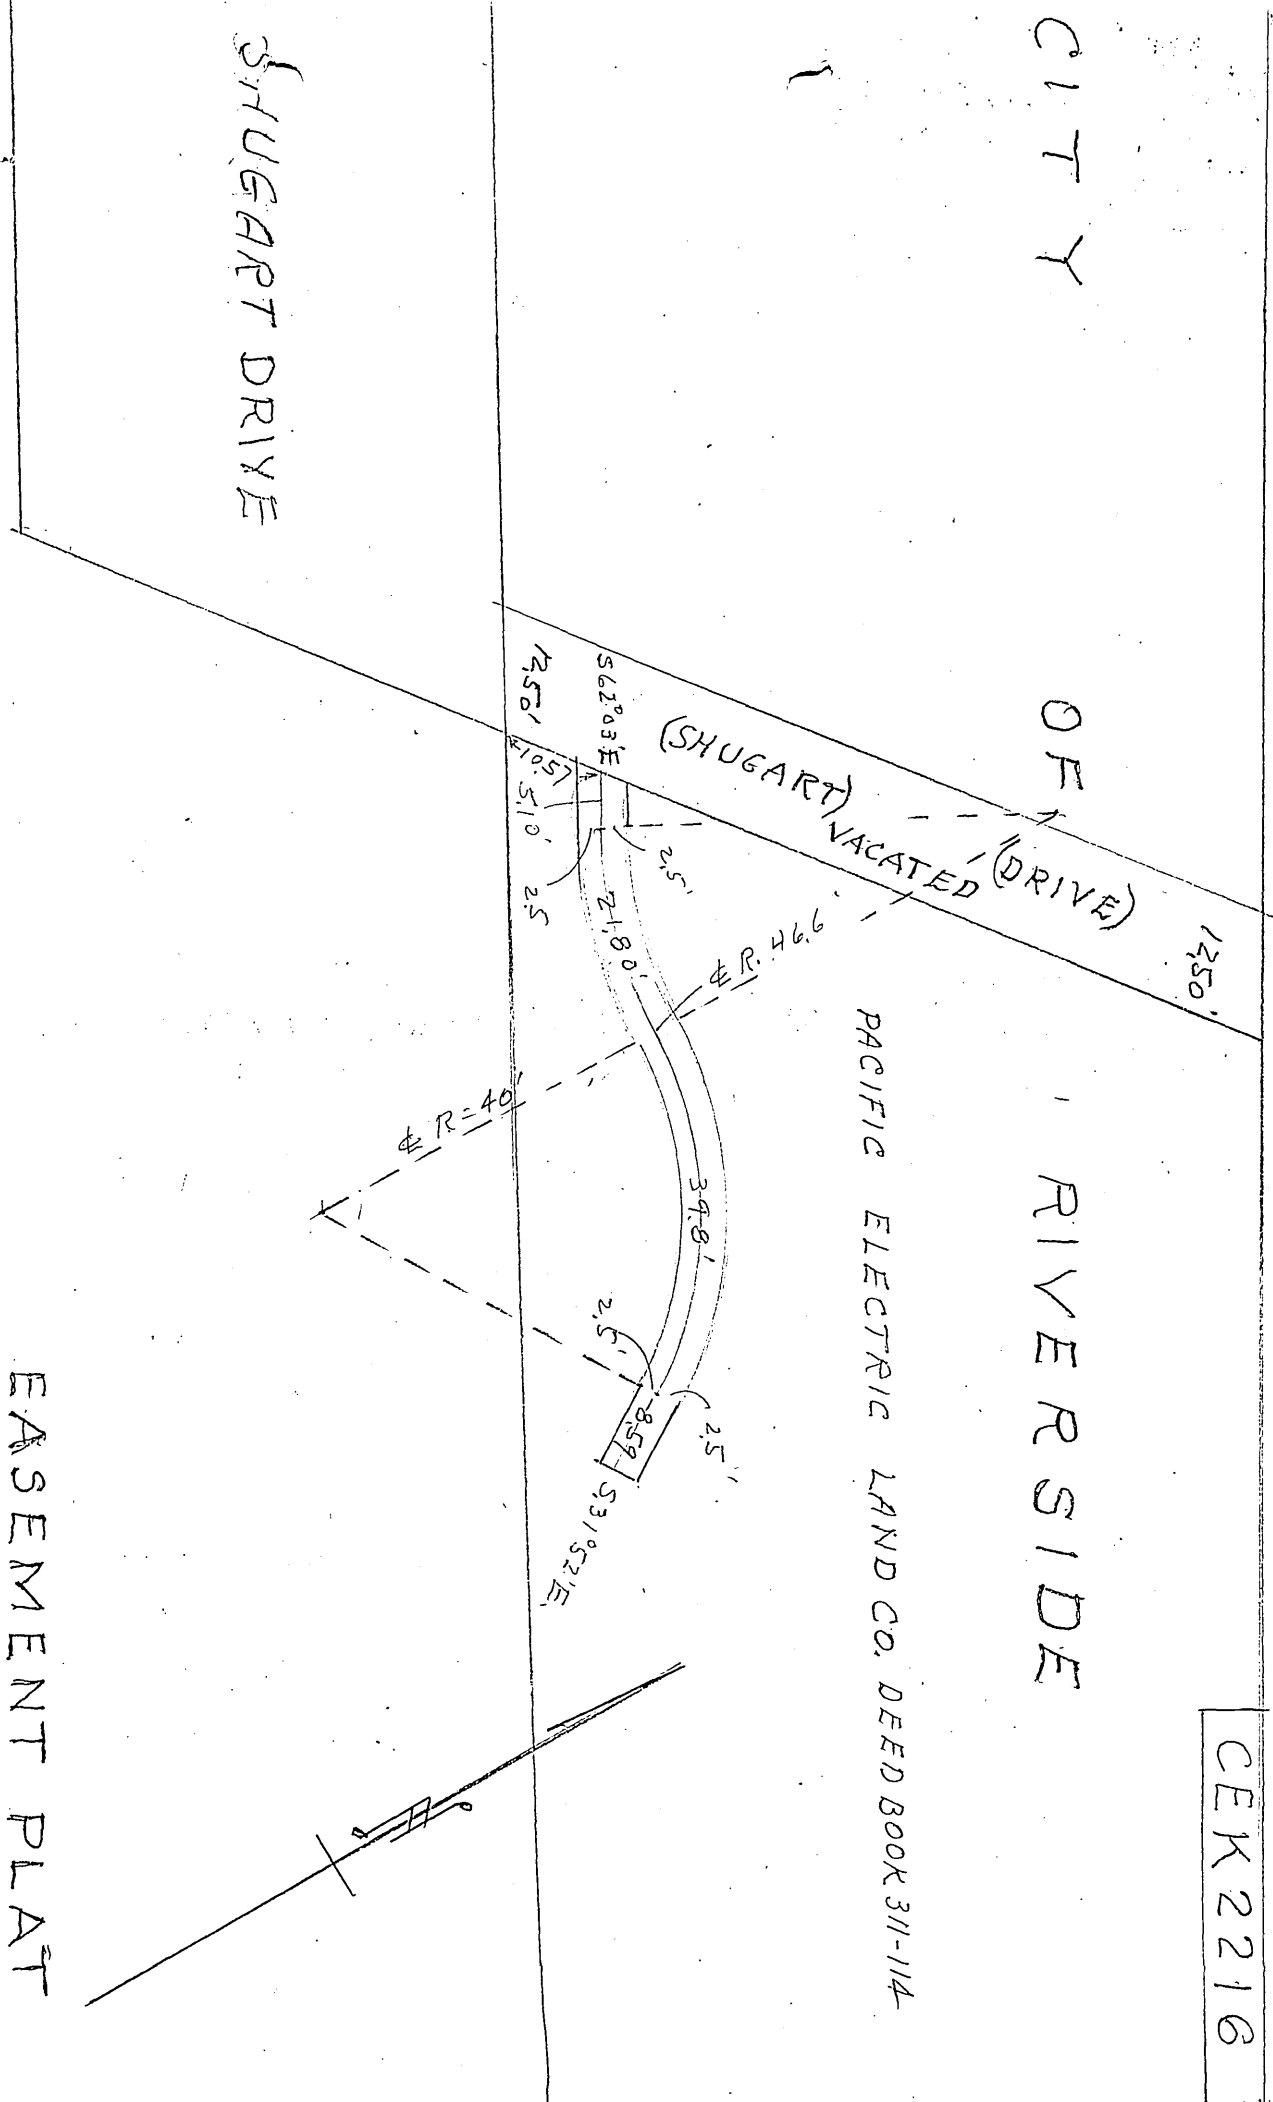 CEK 2216
CITY OF RIVERSIDE
PACIFIC ELECTRIC LAND CO. DEED BOOK 311-114
12.50'
(SHUGART) VACATED (DRIVE)
℄ R. 46.6
2.5'
S62°03'E
21.80'
39.8'
2.5'
2.5'
8.59
S.31°52'E.
12.50'
±10.57
5.10'
2.5
℄ R=40'
SHUGART DRIVE
EASEMENT PLAT